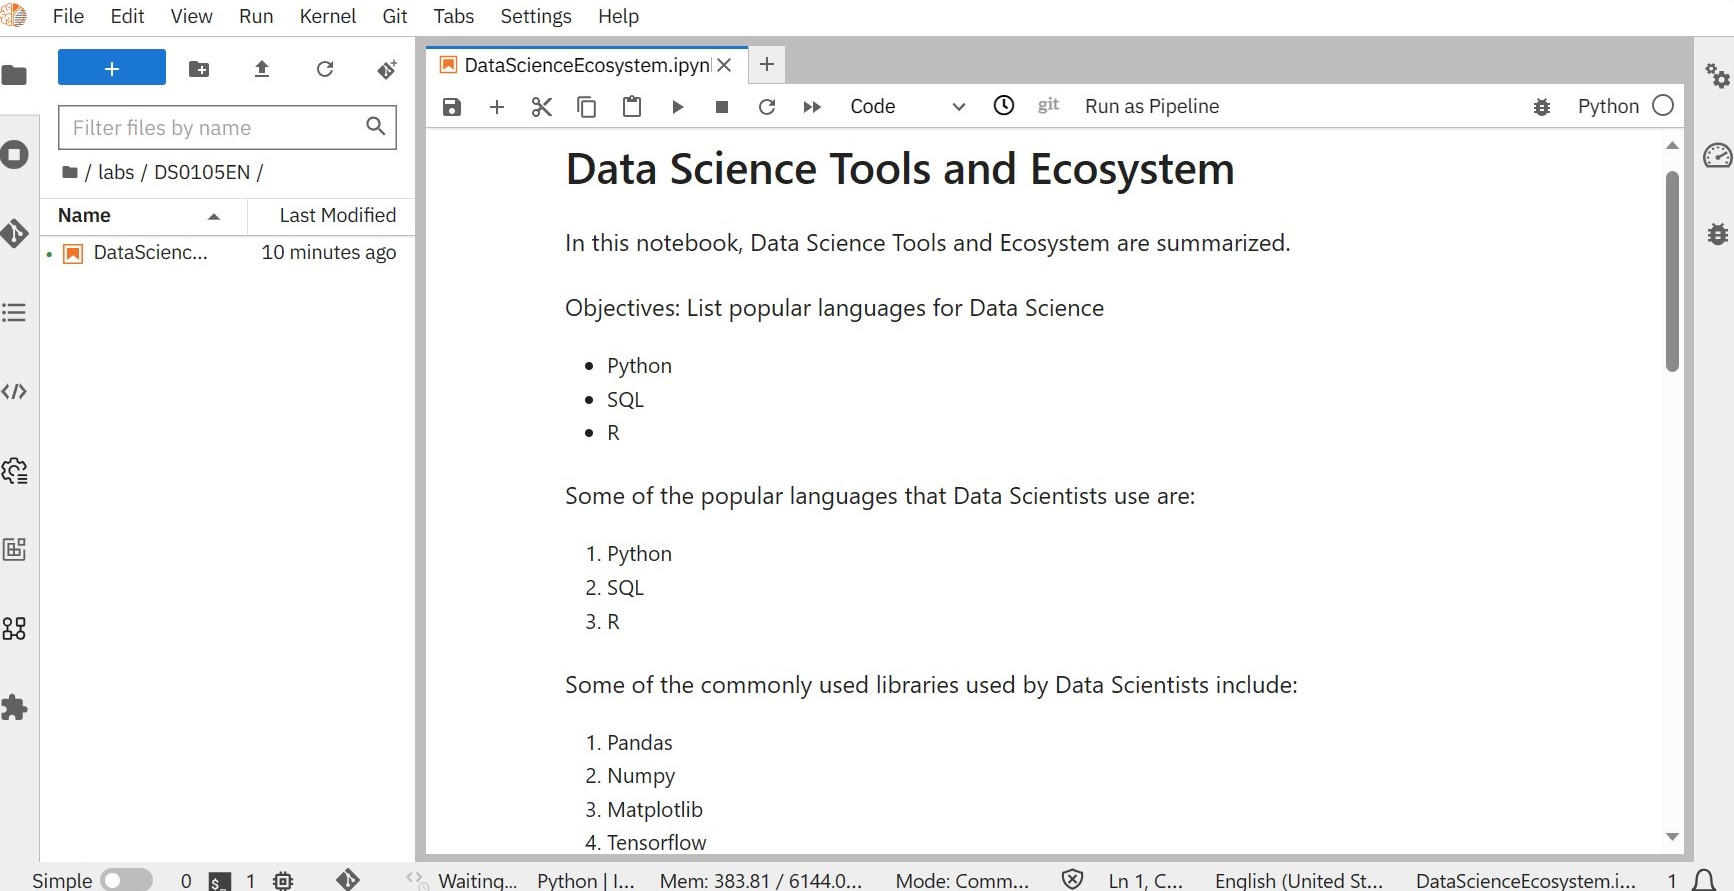 File Edit View Run Kernel Git Tabs Settings Help
DataScienceEcosystem.ipyn
Filter files by name
Code
git
Run as Pipeline
Python
/ labs / DS0105EN /
Name Last Modified
DataScienc... 10 minutes ago
Data Science Tools and Ecosystem
In this notebook, Data Science Tools and Ecosystem are summarized.
Objectives: List popular languages for Data Science
• Python
• SQL
• R
Some of the popular languages that Data Scientists use are:
1. Python
2. SQL
3. R
Some of the commonly used libraries used by Data Scientists include:
1. Pandas
2. Numpy
3. Matplotlib
4. Tensorflow
Simple 0 $_ 1 Waiting... Python | I... Mem: 383.81 / 6144.0... Mode: Comm... Ln 1, C... English (United St... DataScienceEcosystem.i... 1